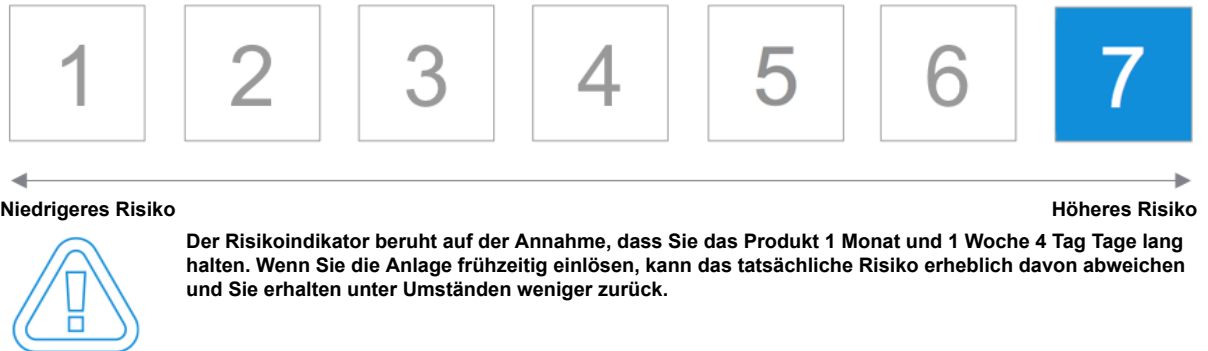 1 2 3 4 5 6 7
Niedrigeres Risiko Höheres Risiko
Der Risikoindikator beruht auf der Annahme, dass Sie das Produkt 1 Monat und 1 Woche 4 Tag Tage lang
halten. Wenn Sie die Anlage frühzeitig einlösen, kann das tatsächliche Risiko erheblich davon abweichen
und Sie erhalten unter Umständen weniger zurück.